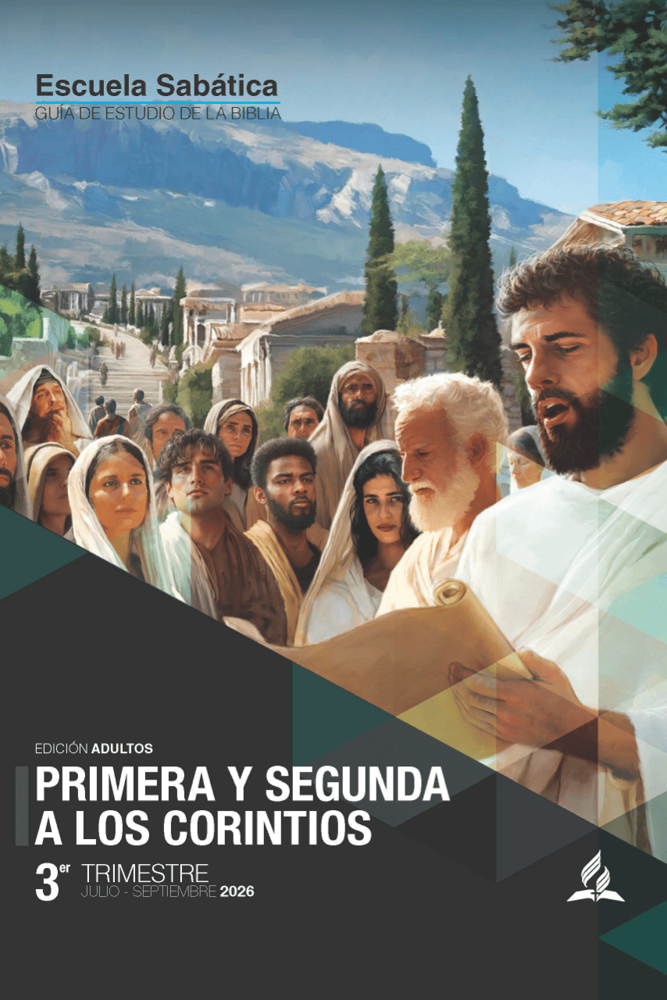 Escuela Sabática
GUÍA DE ESTUDIO DE LA BIBLIA
EDICIÓN ADULTOS
PRIMERA Y SEGUNDA
A LOS CORINTIOS
3er TRIMESTRE
JULIO - SEPTIEMBRE 2026